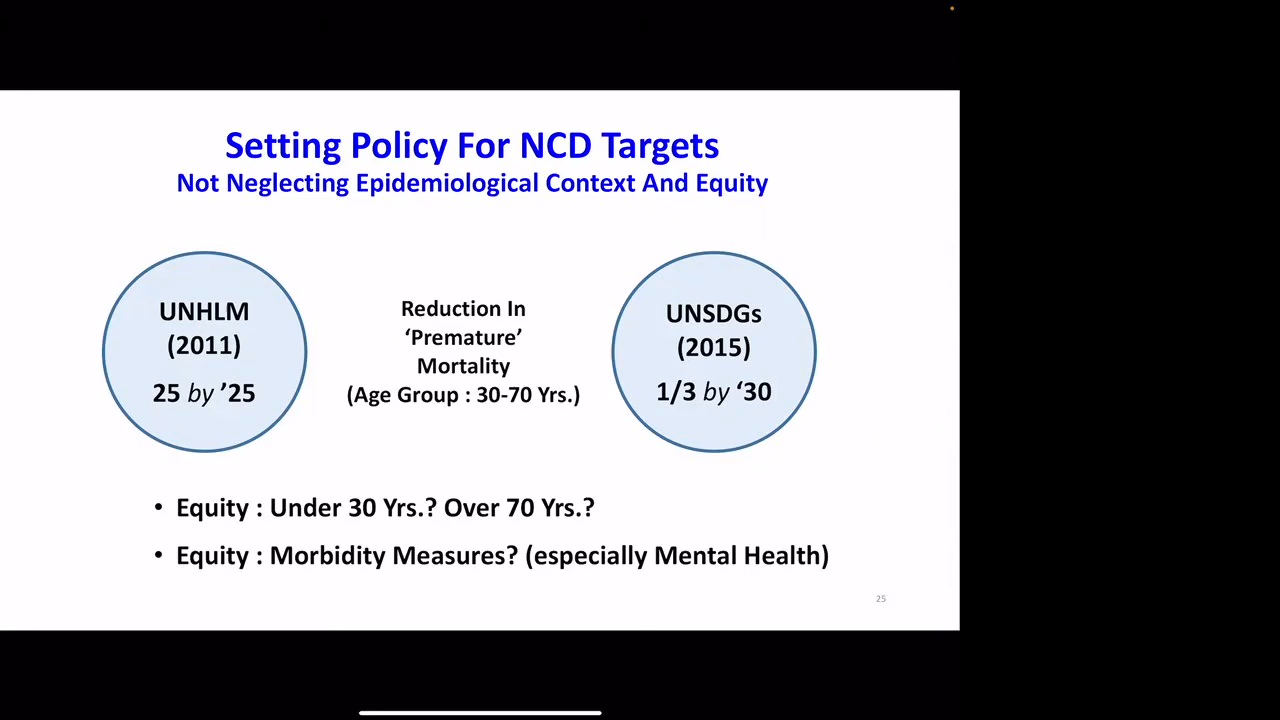 Setting Policy For NCD Targets
Not Neglecting Epidemiological Context And Equity
UNHLM
(2011)
25 by ’25
Reduction In
‘Premature’
Mortality
(Age Group : 30-70 Yrs.)
UNSDGs
(2015)
1/3 by ‘30
• Equity : Under 30 Yrs.? Over 70 Yrs.?
• Equity : Morbidity Measures? (especially Mental Health)
25